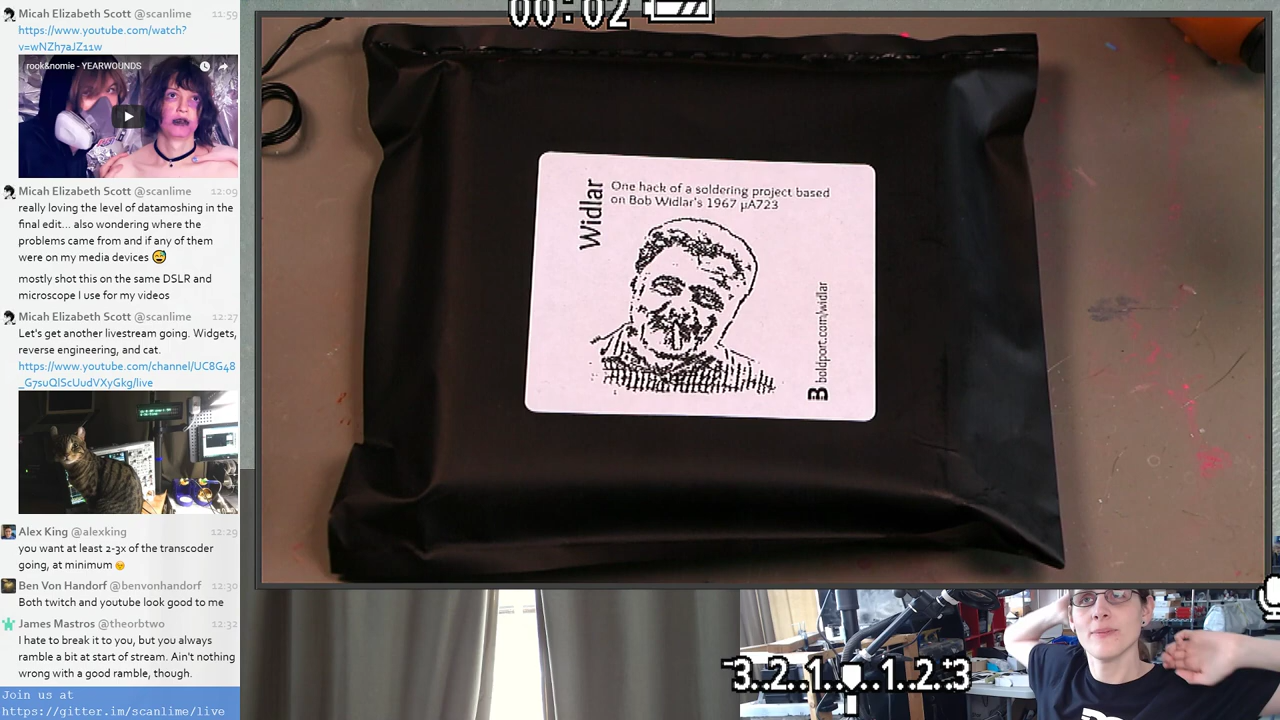 Micah Elizabeth Scott @scanlime 11:59
https://www.youtube.com/watch?
v=wNZh7aJZ11w
rook&nomie - YEARWOUNDS
Micah Elizabeth Scott @scanlime 12:09
really loving the level of datamoshing in the
final edit... also wondering where the
problems came from and if any of them
were on my media devices 😅
mostly shot this on the same DSLR and
microscope I use for my videos
Micah Elizabeth Scott @scanlime 12:27
Let's get another livestream going. Widgets,
reverse engineering, and cat.
https://www.youtube.com/channel/UC8G48
_G7suQlScUudVXyGkg/live
Alex King @alexking 12:29
you want at least 2-3x of the transcoder
going, at minimum
Ben Von Handorf @benvonhandorf 12:30
Both twitch and youtube look good to me
James Mastros @theorbtwo 12:32
I hate to break it to you, but you always
ramble a bit at start of stream. Ain't nothing
wrong with a good ramble, though.
Join us at
https://gitter.im/scanlime/live
00:02
Widlar
One hack of a soldering project based
on Bob Widlar's 1967 µA723
B boldport.com/widlar
-3..2..1...1..2..+3